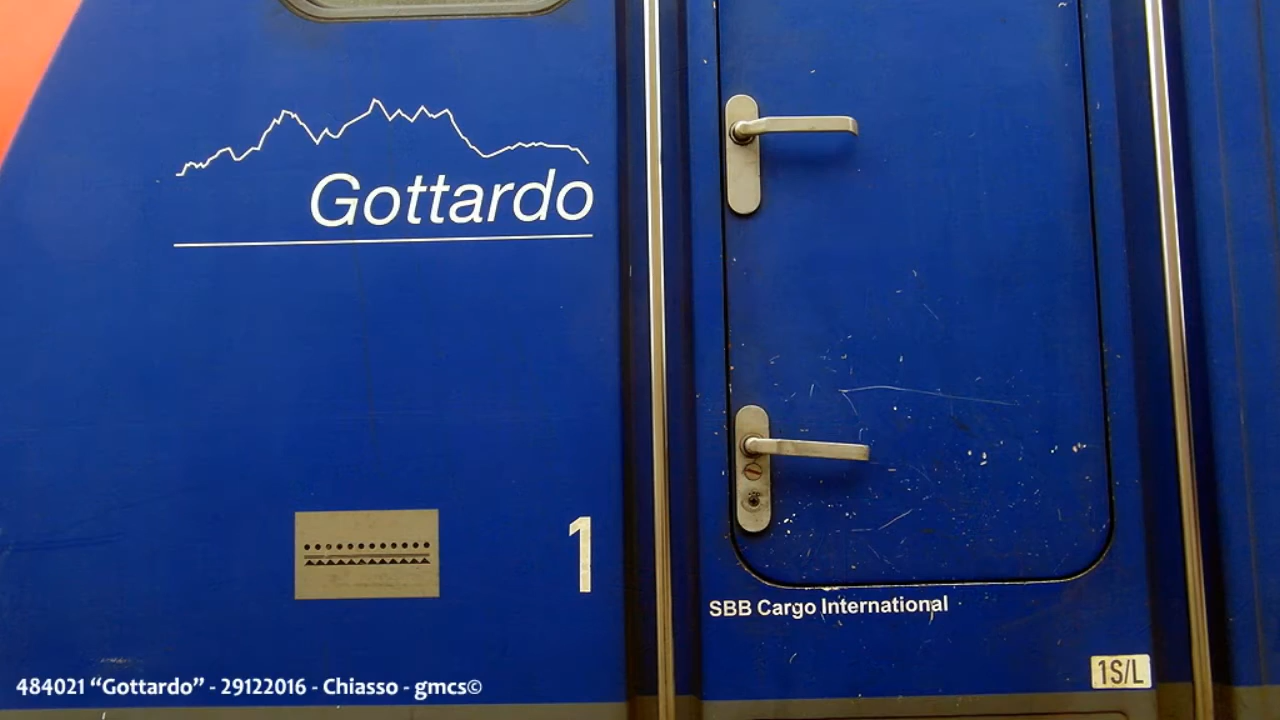 Gottardo
1
SBB Cargo International
1S/L
484021 “Gottardo” - 29122016 - Chiasso - gmcs©